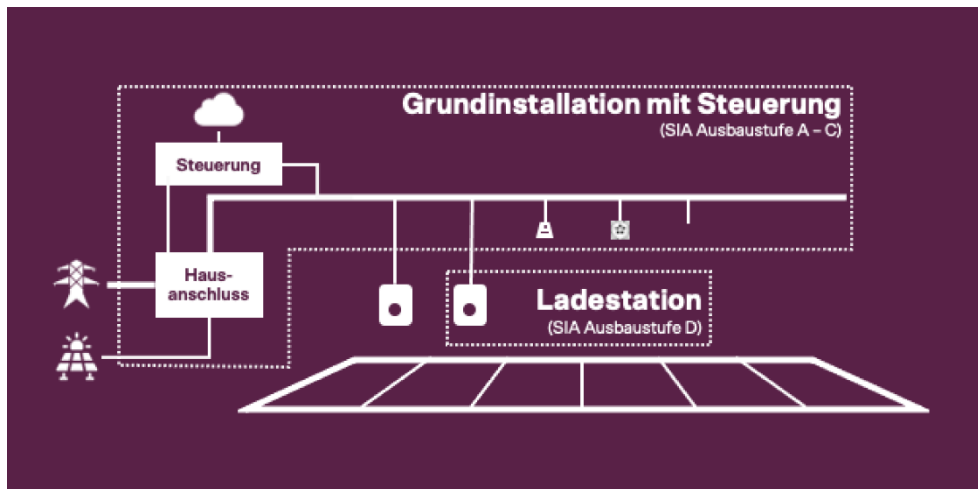 Grundinstallation mit Steuerung
(SIA Ausbaustufe A – C)
Steuerung
Haus-
anschluss
Ladestation
(SIA Ausbaustufe D)